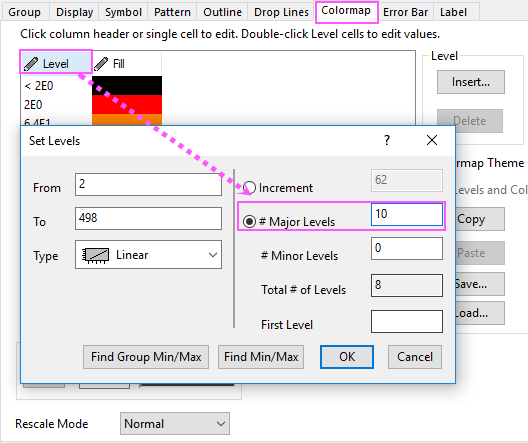 Group Display Symbol Pattern Outline Drop Lines Colormap Error Bar Label
Click column header or single cell to edit. Double-click Level cells to edit values.
Level Fill
< 2E0
2E0
6.4E1
Level
Insert...
Delete
Set Levels ? ×
From 2
To 498
Type Linear
Increment 62
# Major Levels 10
# Minor Levels 0
Total # of Levels 8
First Level
Find Group Min/Max Find Min/Max OK Cancel
rmap Theme
Levels and Col
Copy
Paste
Save...
Load...
Rescale Mode Normal